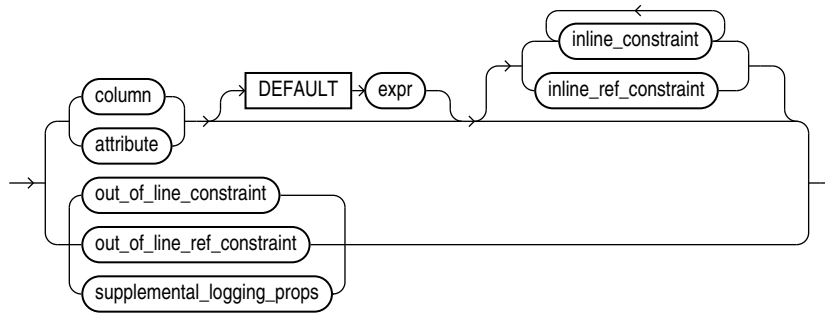 inline_constraint
inline_ref_constraint
DEFAULT
expr
column
attribute
out_of_line_constraint
out_of_line_ref_constraint
supplemental_logging_props